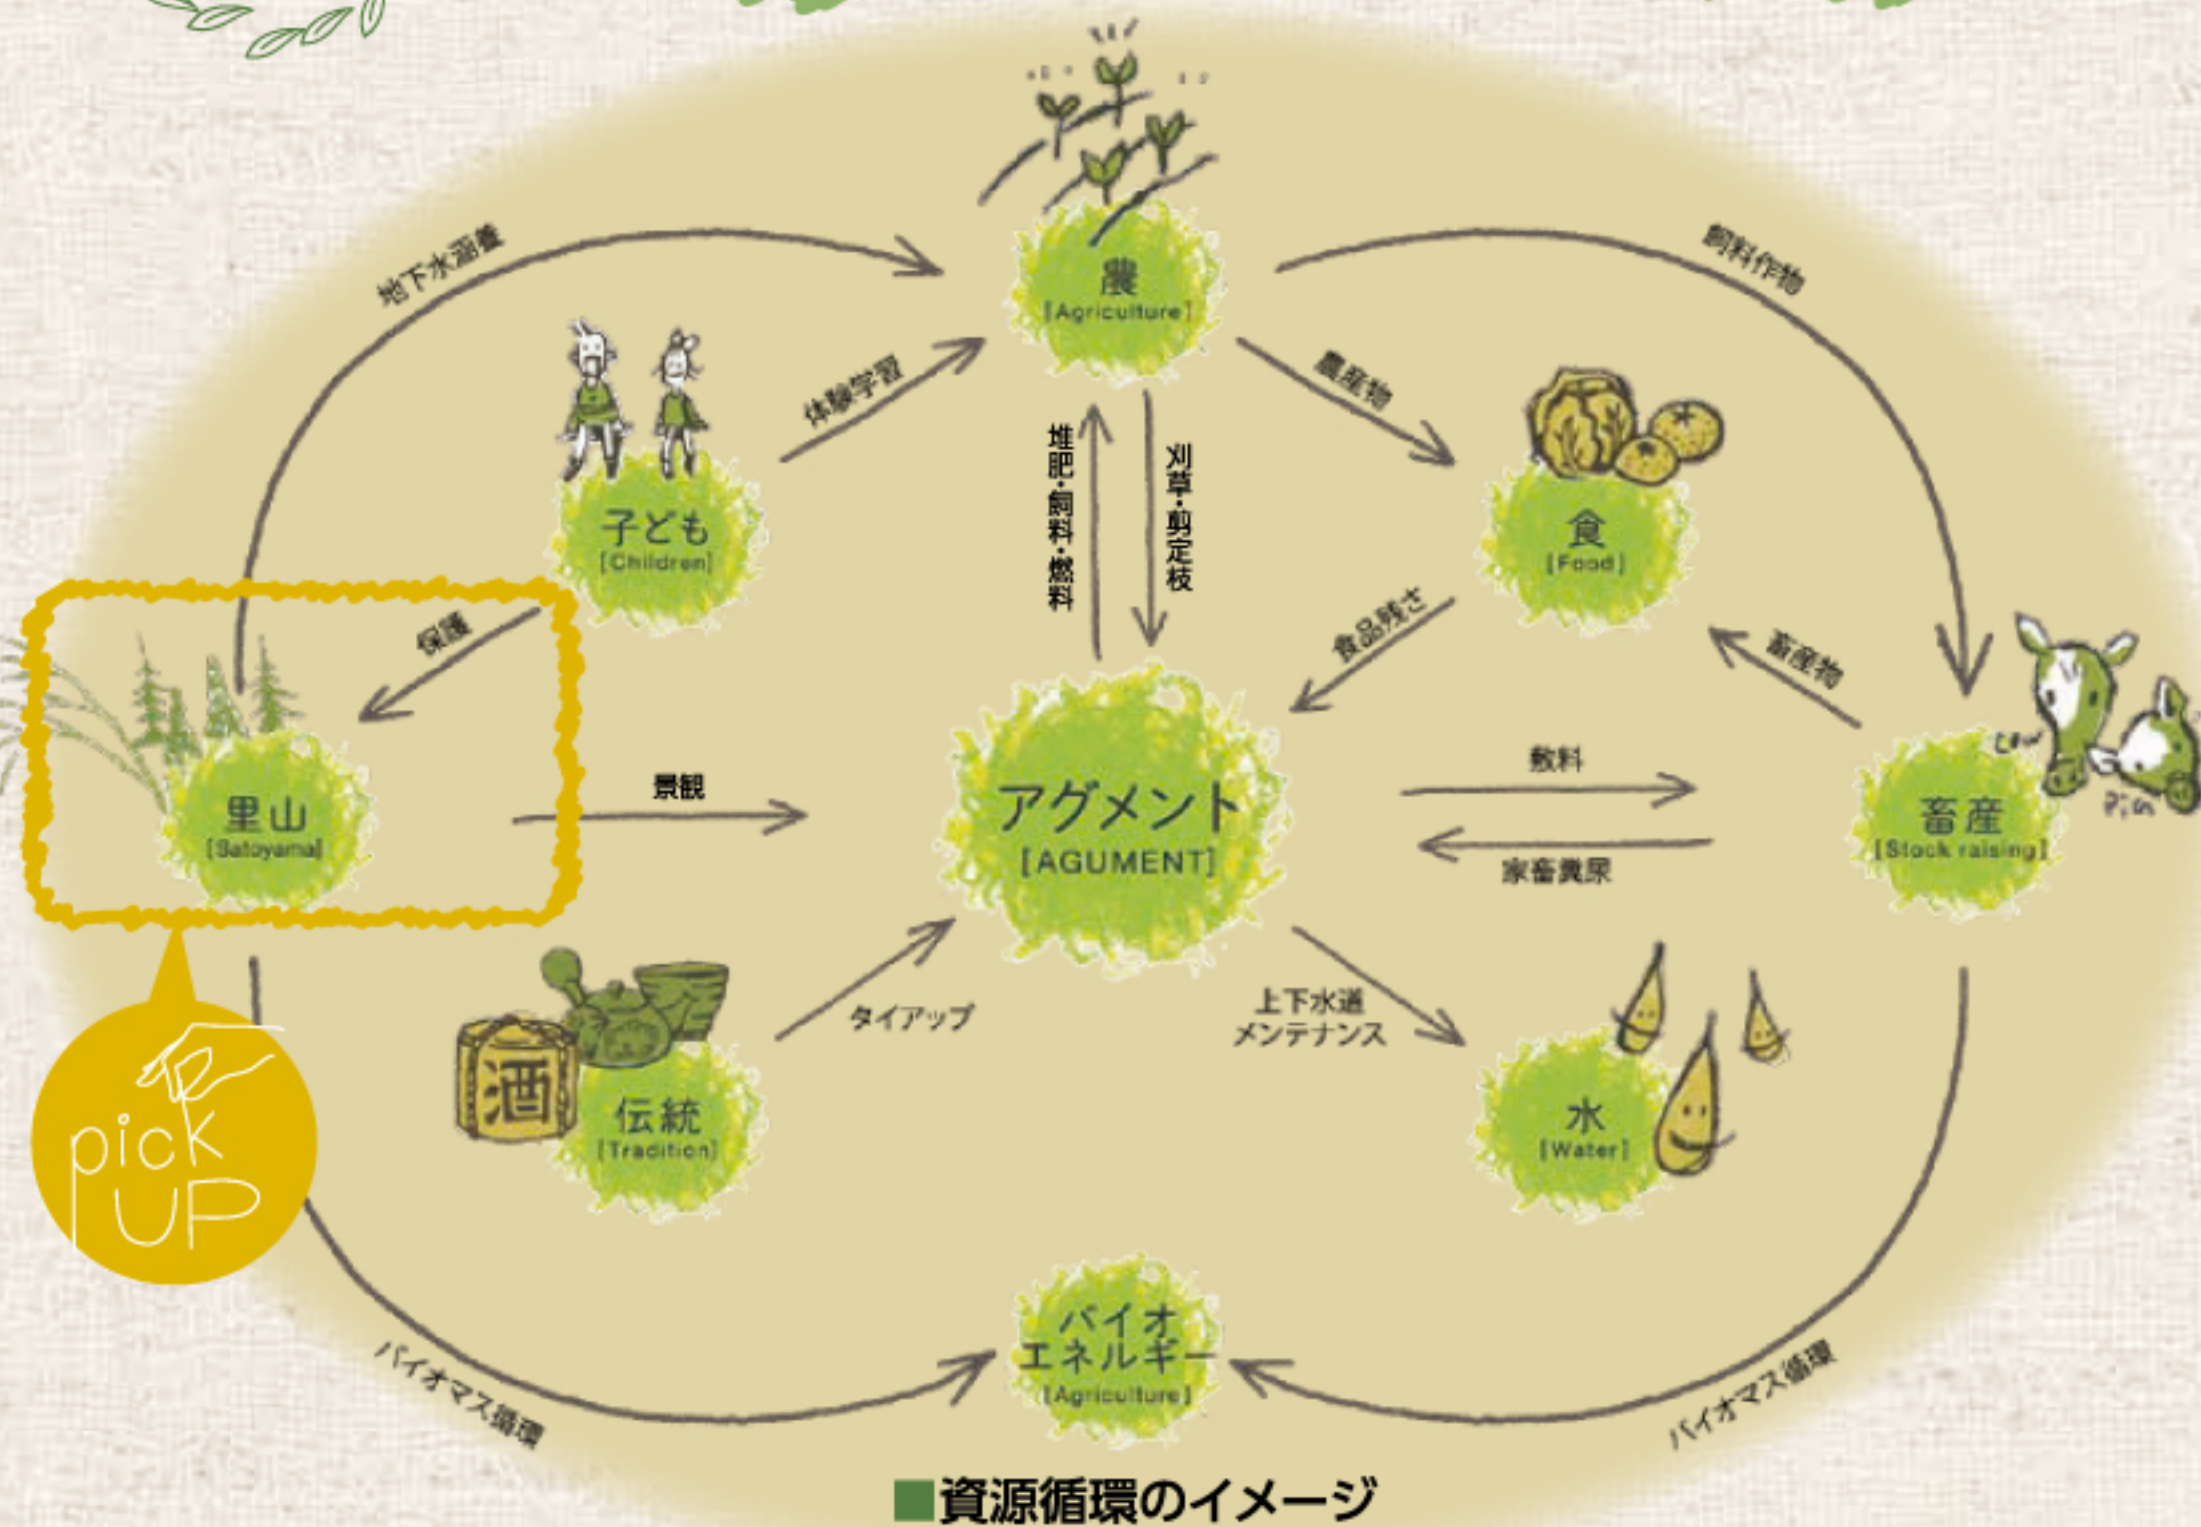 地下水涵養
飼料作物
農
[Agriculture]
体験学習
農産物
子ども
[Children]
堆肥・飼料・燃料
刈草・剪定枝
食
[Food]
保護
食品残さ
畜産物
Cow
Pig
里山
[Satoyama]
景観
アグメント
[AGUMENT]
敷料
家畜糞尿
畜産
[Stock raising]
pick
UP
酒
伝統
[Tradition]
タイアップ
上下水道
メンテナンス
水
[Water]
バイオ
エネルギー
[Agriculture]
バイオマス循環
バイオマス循環
■資源循環のイメージ